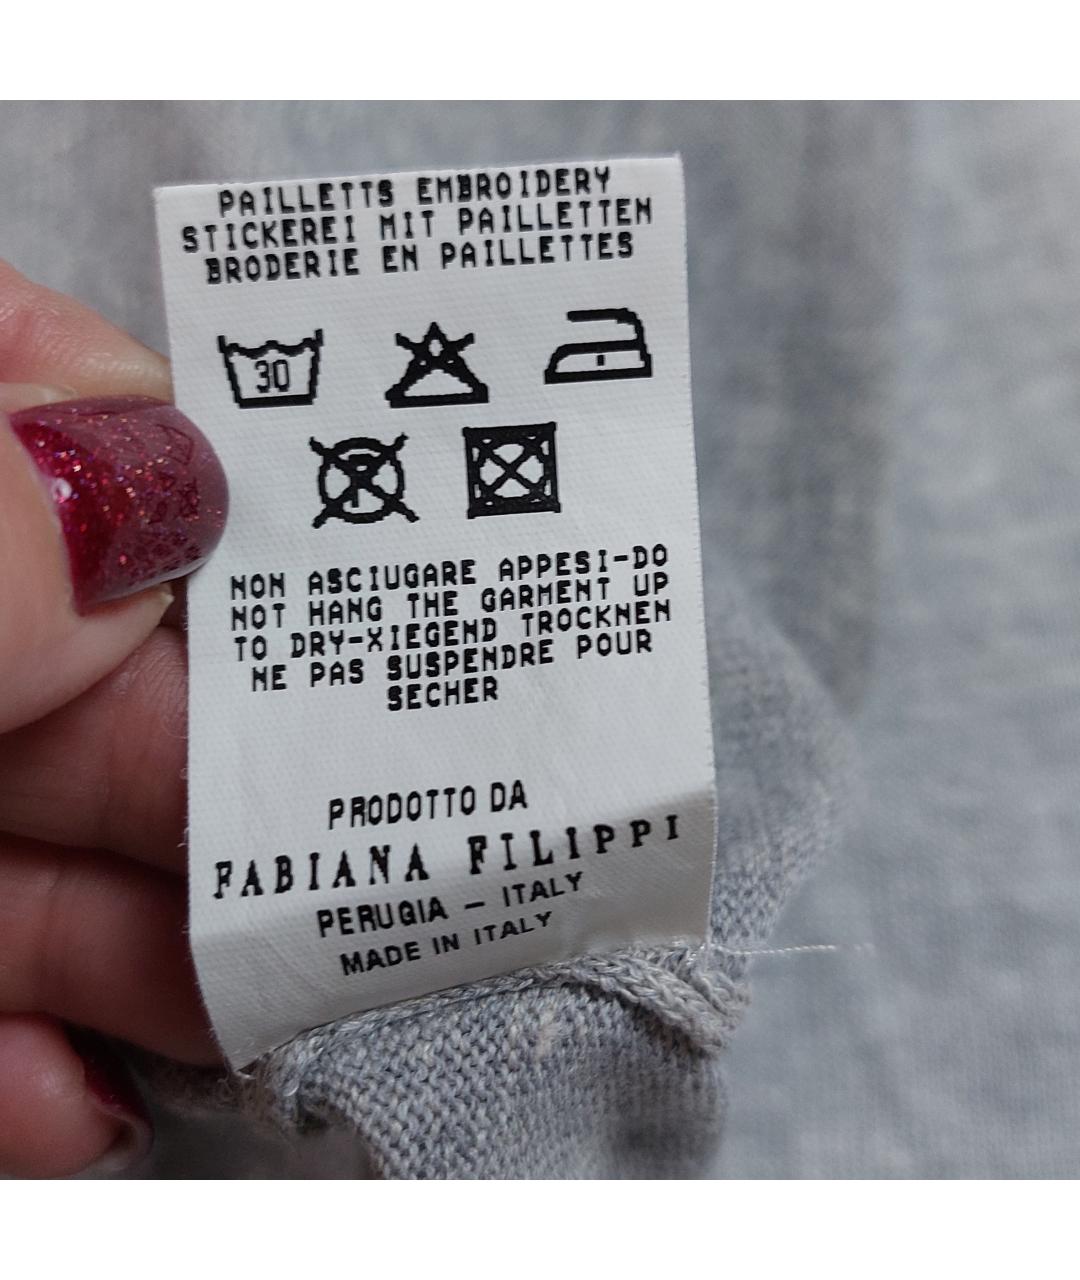 PAILLETTS EMBROIDERY
STICKEREI MIT PAILLETTEN
BRODERIE EN PAILLETTES
30
P
NON ASCIUGARE APPESI-DO
NOT HANG THE GARMENT UP
TO DRY-XIEGEND TROCKNEN
NE PAS SUSPENDRE POUR
SECHER
PRODOTTO DA
FABIANA FILIPPI
PERUGIA – ITALY
MADE IN ITALY